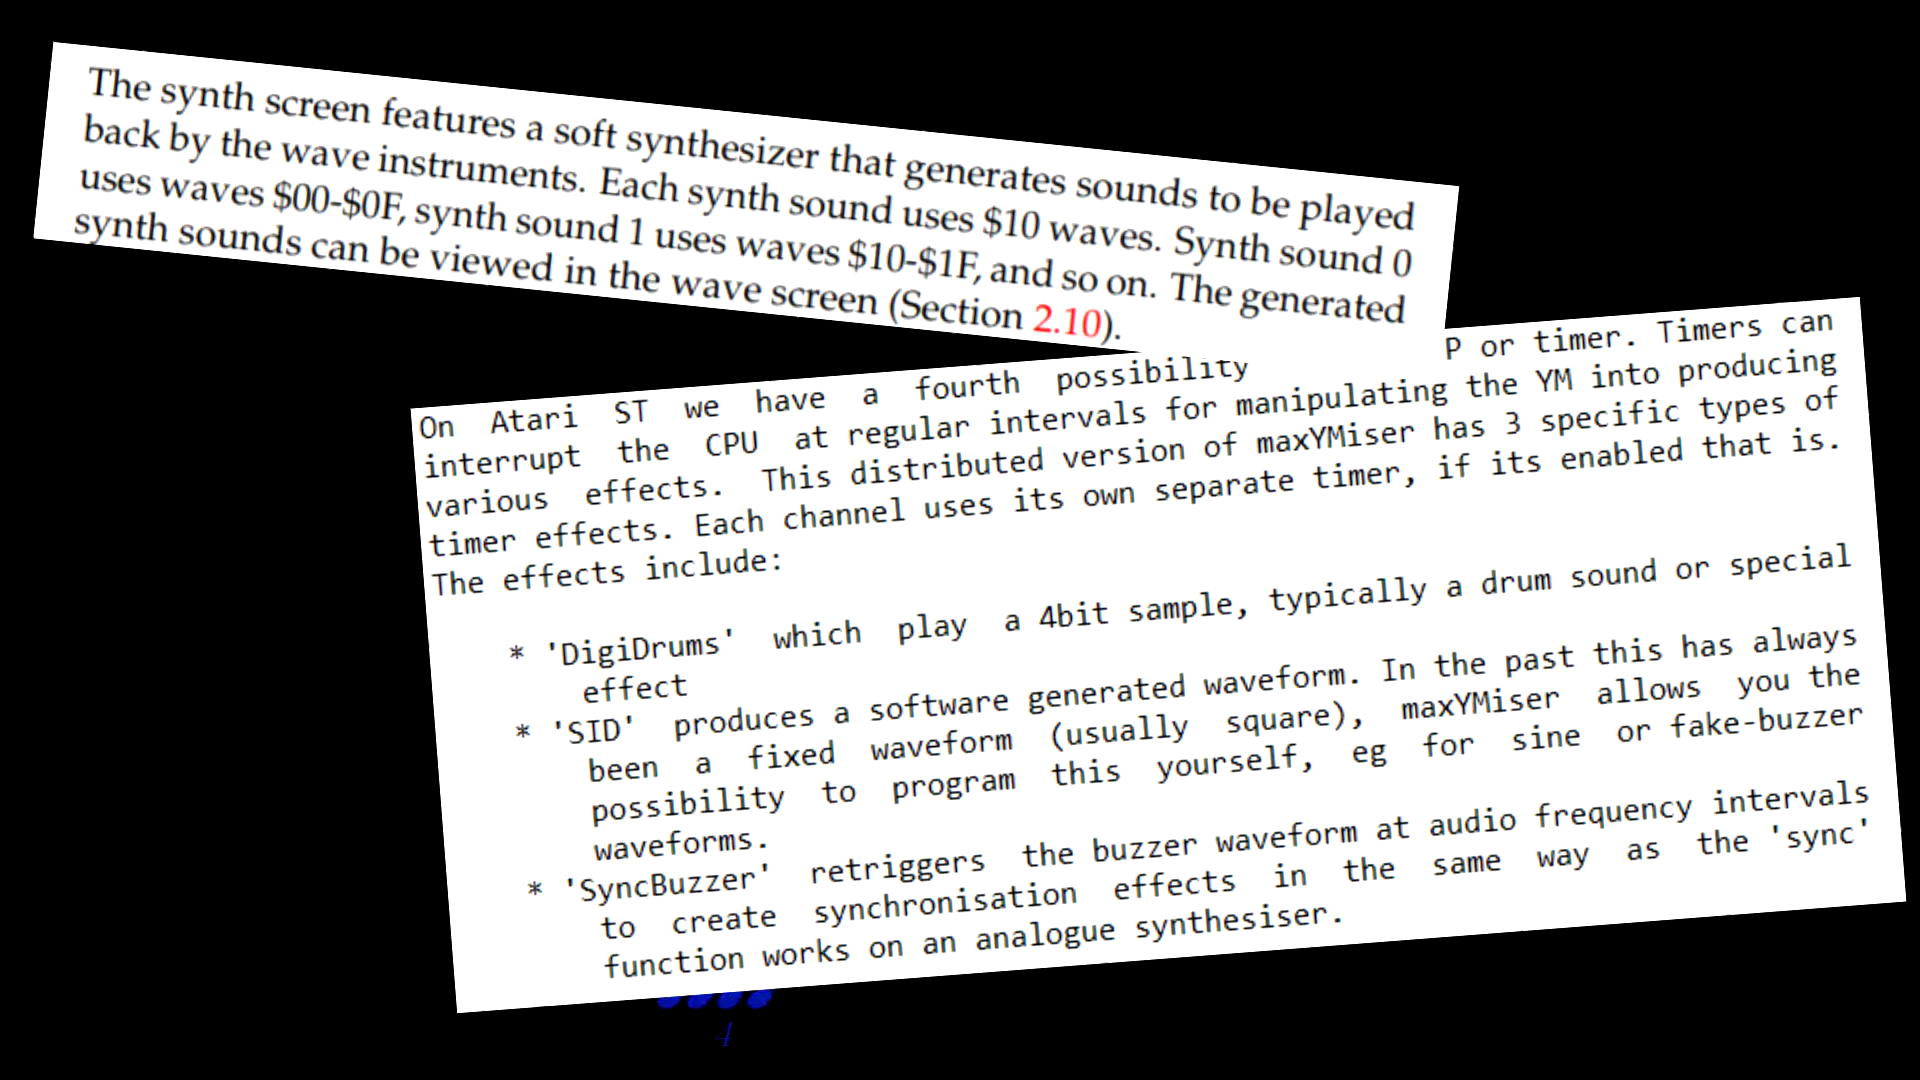 The synth screen features a soft synthesizer that generates sounds to be played
back by the wave instruments. Each synth sound uses $10 waves. Synth sound 0
uses waves $00-$0F, synth sound 1 uses waves $10-$1F, and so on. The generated
synth sounds can be viewed in the wave screen (Section 2.10).
On Atari ST we have a fourth possibility P or timer. Timers can
interrupt the CPU at regular intervals for manipulating the YM into producing
various effects. This distributed version of maxYMiser has 3 specific types of
timer effects. Each channel uses its own separate timer, if its enabled that is.
The effects include:
* 'DigiDrums' which play a 4bit sample, typically a drum sound or special
effect
* 'SID' produces a software generated waveform. In the past this has always
been a fixed waveform (usually square), maxYMiser allows you the
possibility to program this yourself, eg for sine or fake-buzzer
waveforms.
* 'SyncBuzzer' retriggers the buzzer waveform at audio frequency intervals
to create synchronisation effects in the same way as the 'sync'
function works on an analogue synthesiser.
4